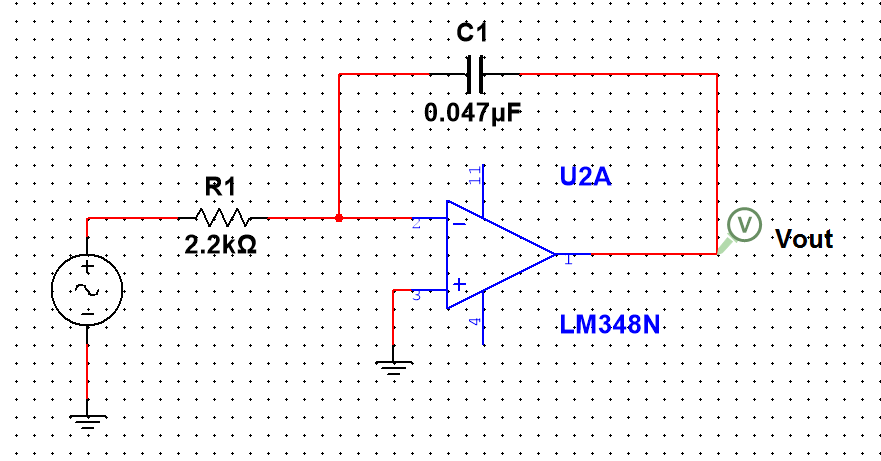 C1
0.047µF
11
U2A
R1
2.2kΩ
2
V
Vout
1
3
4
LM348N